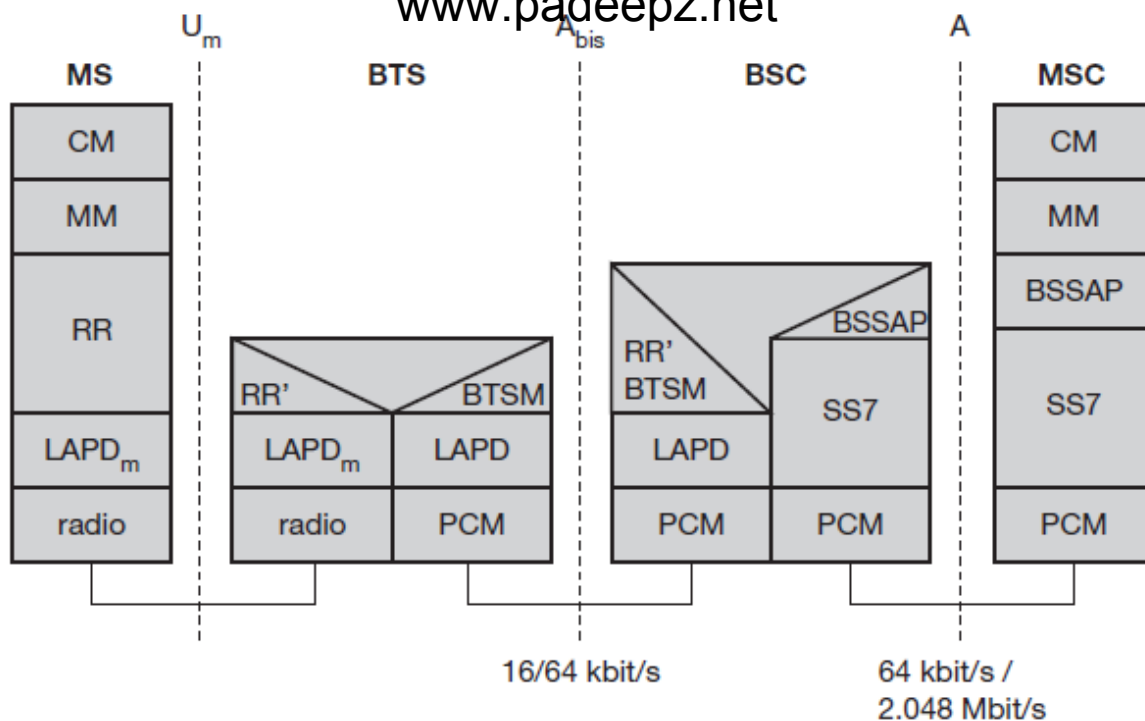 www.padeepz.net
Um Abis A
MS BTS BSC MSC
CM CM
MM MM
RR BSSAP
RR' BTSM
RR'
BTSM
BSSAP
SS7 SS7
LAPDm LAPDm LAPD LAPD
radio radio PCM PCM PCM PCM
16/64 kbit/s 64 kbit/s /
2.048 Mbit/s